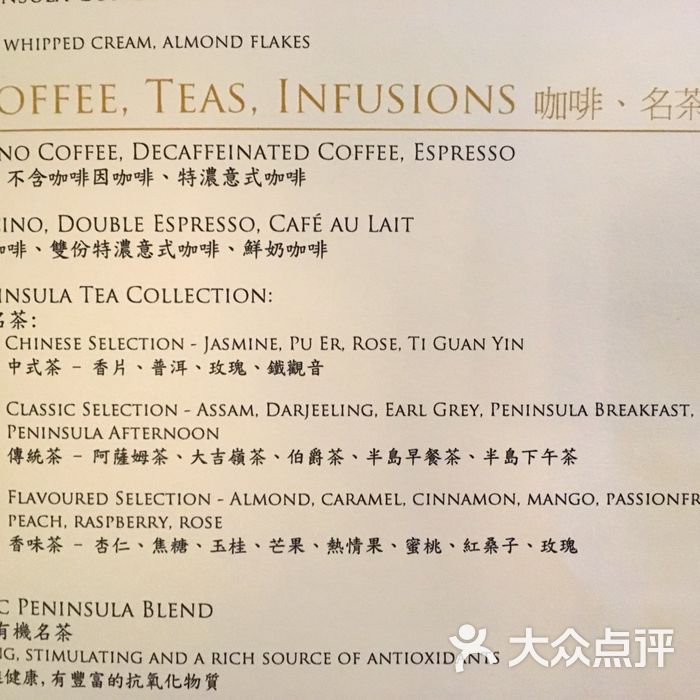 WHIPPED CREAM, ALMOND FLAKES
OFFEE, TEAS, INFUSIONS 咖啡、名茶
NO COFFEE, DECAFFEINATED COFFEE, ESPRESSO
不含咖啡因咖啡、特濃意式咖啡
INO, DOUBLE ESPRESSO, CAFÉ AU LAIT
咖啡、雙份特濃意式咖啡、鮮奶咖啡
INSULA TEA COLLECTION:
名茶:
CHINESE SELECTION - JASMINE, PU ER, ROSE, TI GUAN YIN
中式茶 - 香片、普洱、玫瑰、鐵觀音
CLASSIC SELECTION - ASSAM, DARJEELING, EARL GREY, PENINSULA BREAKFAST,
PENINSULA AFTERNOON
傳統茶 - 阿薩姆茶、大吉嶺茶、伯爵茶、半島早餐茶、半島下午茶
FLAVOURED SELECTION - ALMOND, CARAMEL, CINNAMON, MANGO, PASSIONFR
PEACH, RASPBERRY, ROSE
香味茶 - 杏仁、焦糖、玉桂、芒果、熱情果、蜜桃、紅桑子、玫瑰
C PENINSULA BLEND
有機名茶
NG, STIMULATING AND A RICH SOURCE OF ANTIOXIDANTS
健康,有豐富的抗氧化物質
大众点评